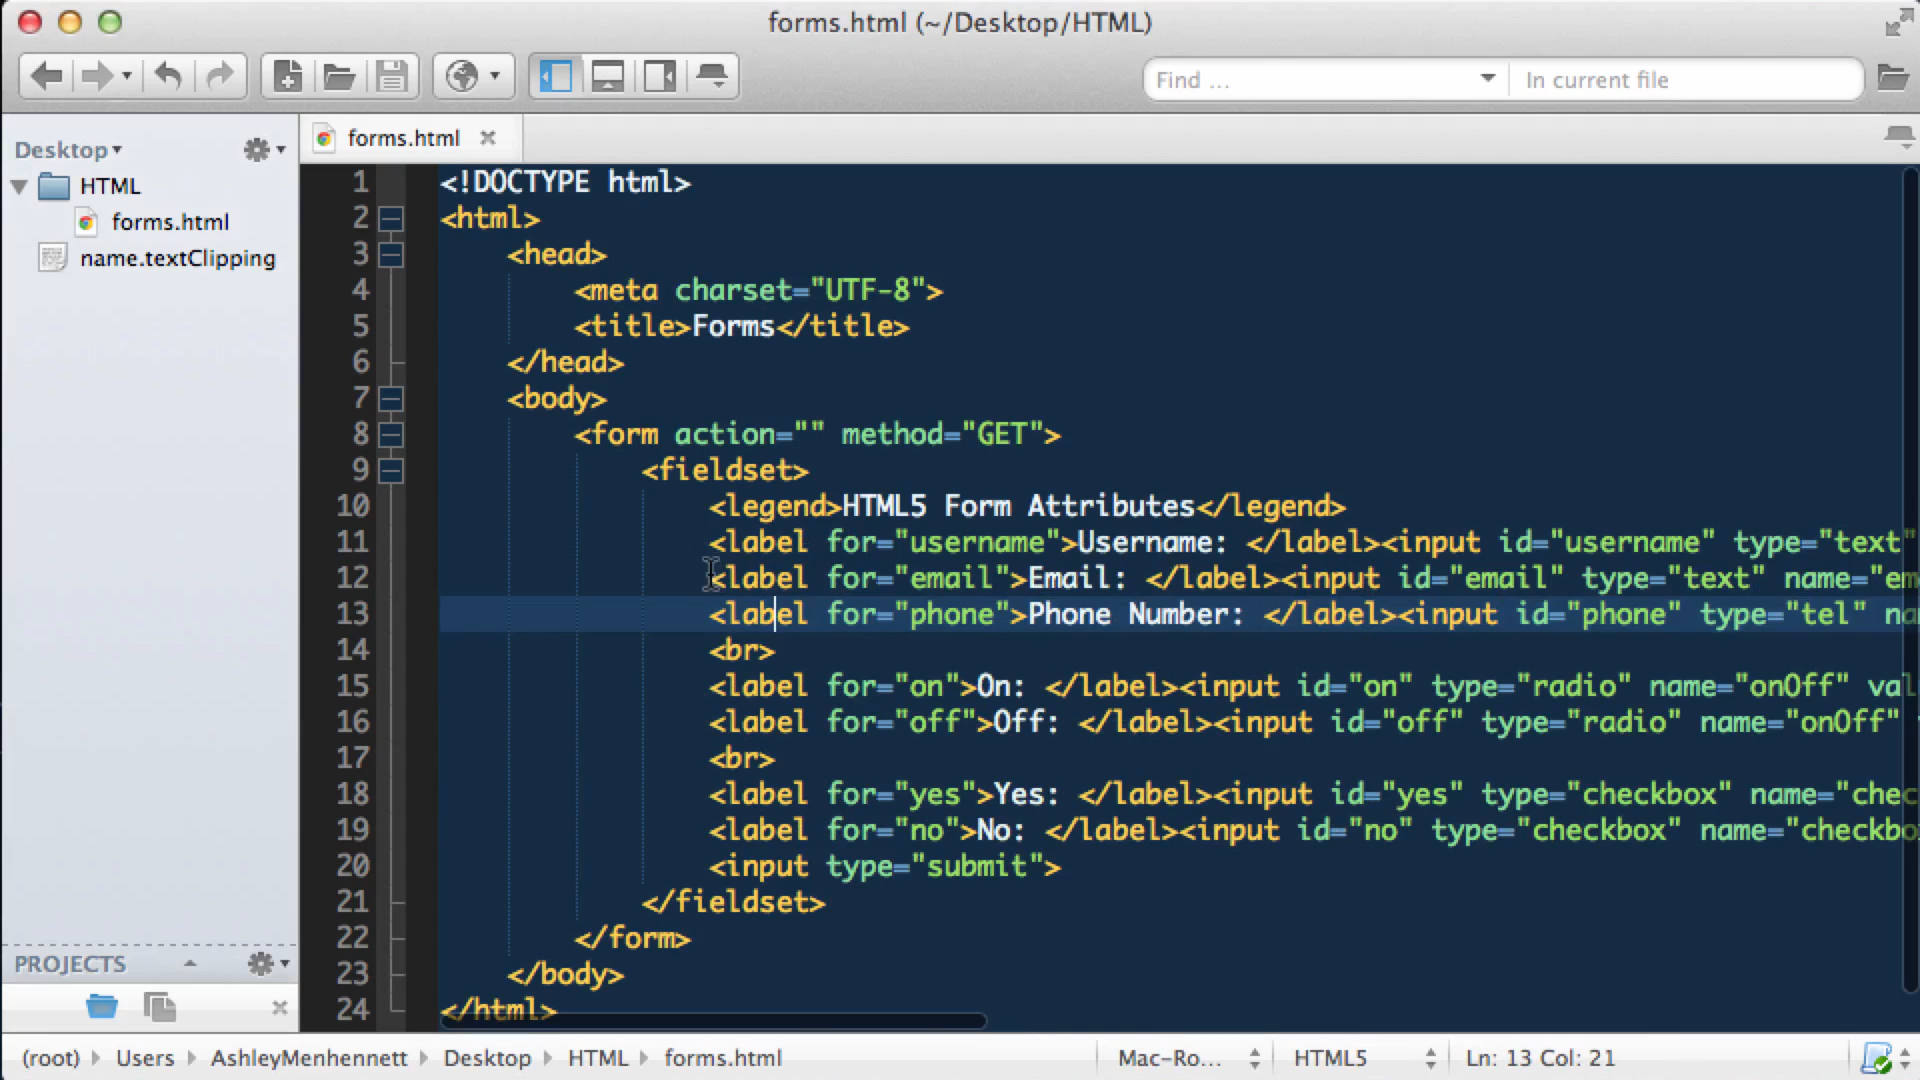 forms.html (~/Desktop/HTML)
Find ...
In current file
Desktop
HTML
forms.html
name.textClipping
forms.html
1 <!DOCTYPE html>
2 <html>
3 <head>
4 <meta charset="UTF-8">
5 <title>Forms</title>
6 </head>
7 <body>
8 <form action="" method="GET">
9 <fieldset>
10 <legend>HTML5 Form Attributes</legend>
11 <label for="username">Username: </label><input id="username" type="text"
12 <label for="email">Email: </label><input id="email" type="text" name="em
13 <label for="phone">Phone Number: </label><input id="phone" type="tel" na
14 <br>
15 <label for="on">On: </label><input id="on" type="radio" name="onOff" val
16 <label for="off">Off: </label><input id="off" type="radio" name="onOff"
17 <br>
18 <label for="yes">Yes: </label><input id="yes" type="checkbox" name="chec
19 <label for="no">No: </label><input id="no" type="checkbox" name="checkbo
20 <input type="submit">
21 </fieldset>
22 </form>
23 </body>
24 </html>
PROJECTS
(root) Users AshleyMenhennett Desktop HTML forms.html
Mac-Ro... HTML5 Ln: 13 Col: 21